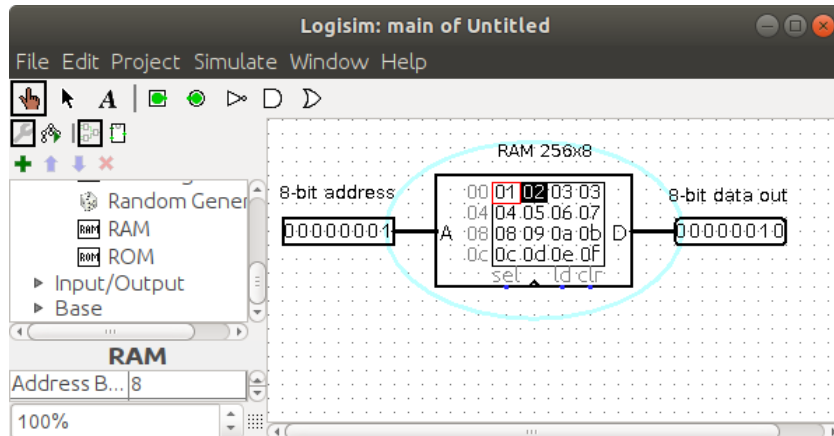 Logisim: main of Untitled
File Edit Project Simulate Window Help
A
Random Gener
RAM RAM
ROM ROM
Input/Output
Base
RAM
Address B... 8
100%
RAM 256x8
8-bit address
8-bit data out
00000001
A
D
00000010
00 01 02 03 03
04 04 05 06 07
08 08 09 0a 0b
0c 0c 0d 0e 0f
sel ld clr